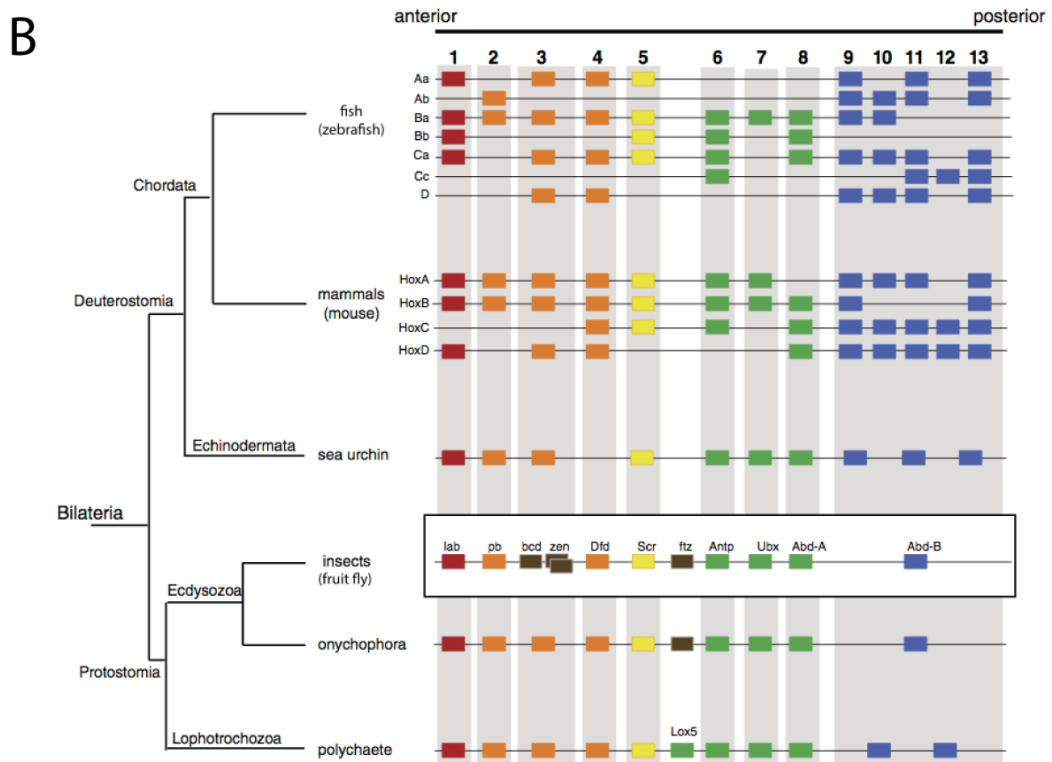 B
anterior posterior
1 2 3 4 5 6 7 8 9 10 11 12 13
Aa
Ab
fish
(zebrafish)
Ba
Bb
Ca
Cc
Chordata
D
HoxA
Deuterostomia
mammals
(mouse)
HoxB
HoxC
HoxD
Echinodermata
sea urchin
Bilateria
lab pb bcd zen Dfd Scr ftz Antp Ubx Abd-A Abd-B
insects
(fruit fly)
Ecdysozoa
onychophora
Protostomia
Lox5
Lophotrochozoa
polychaete